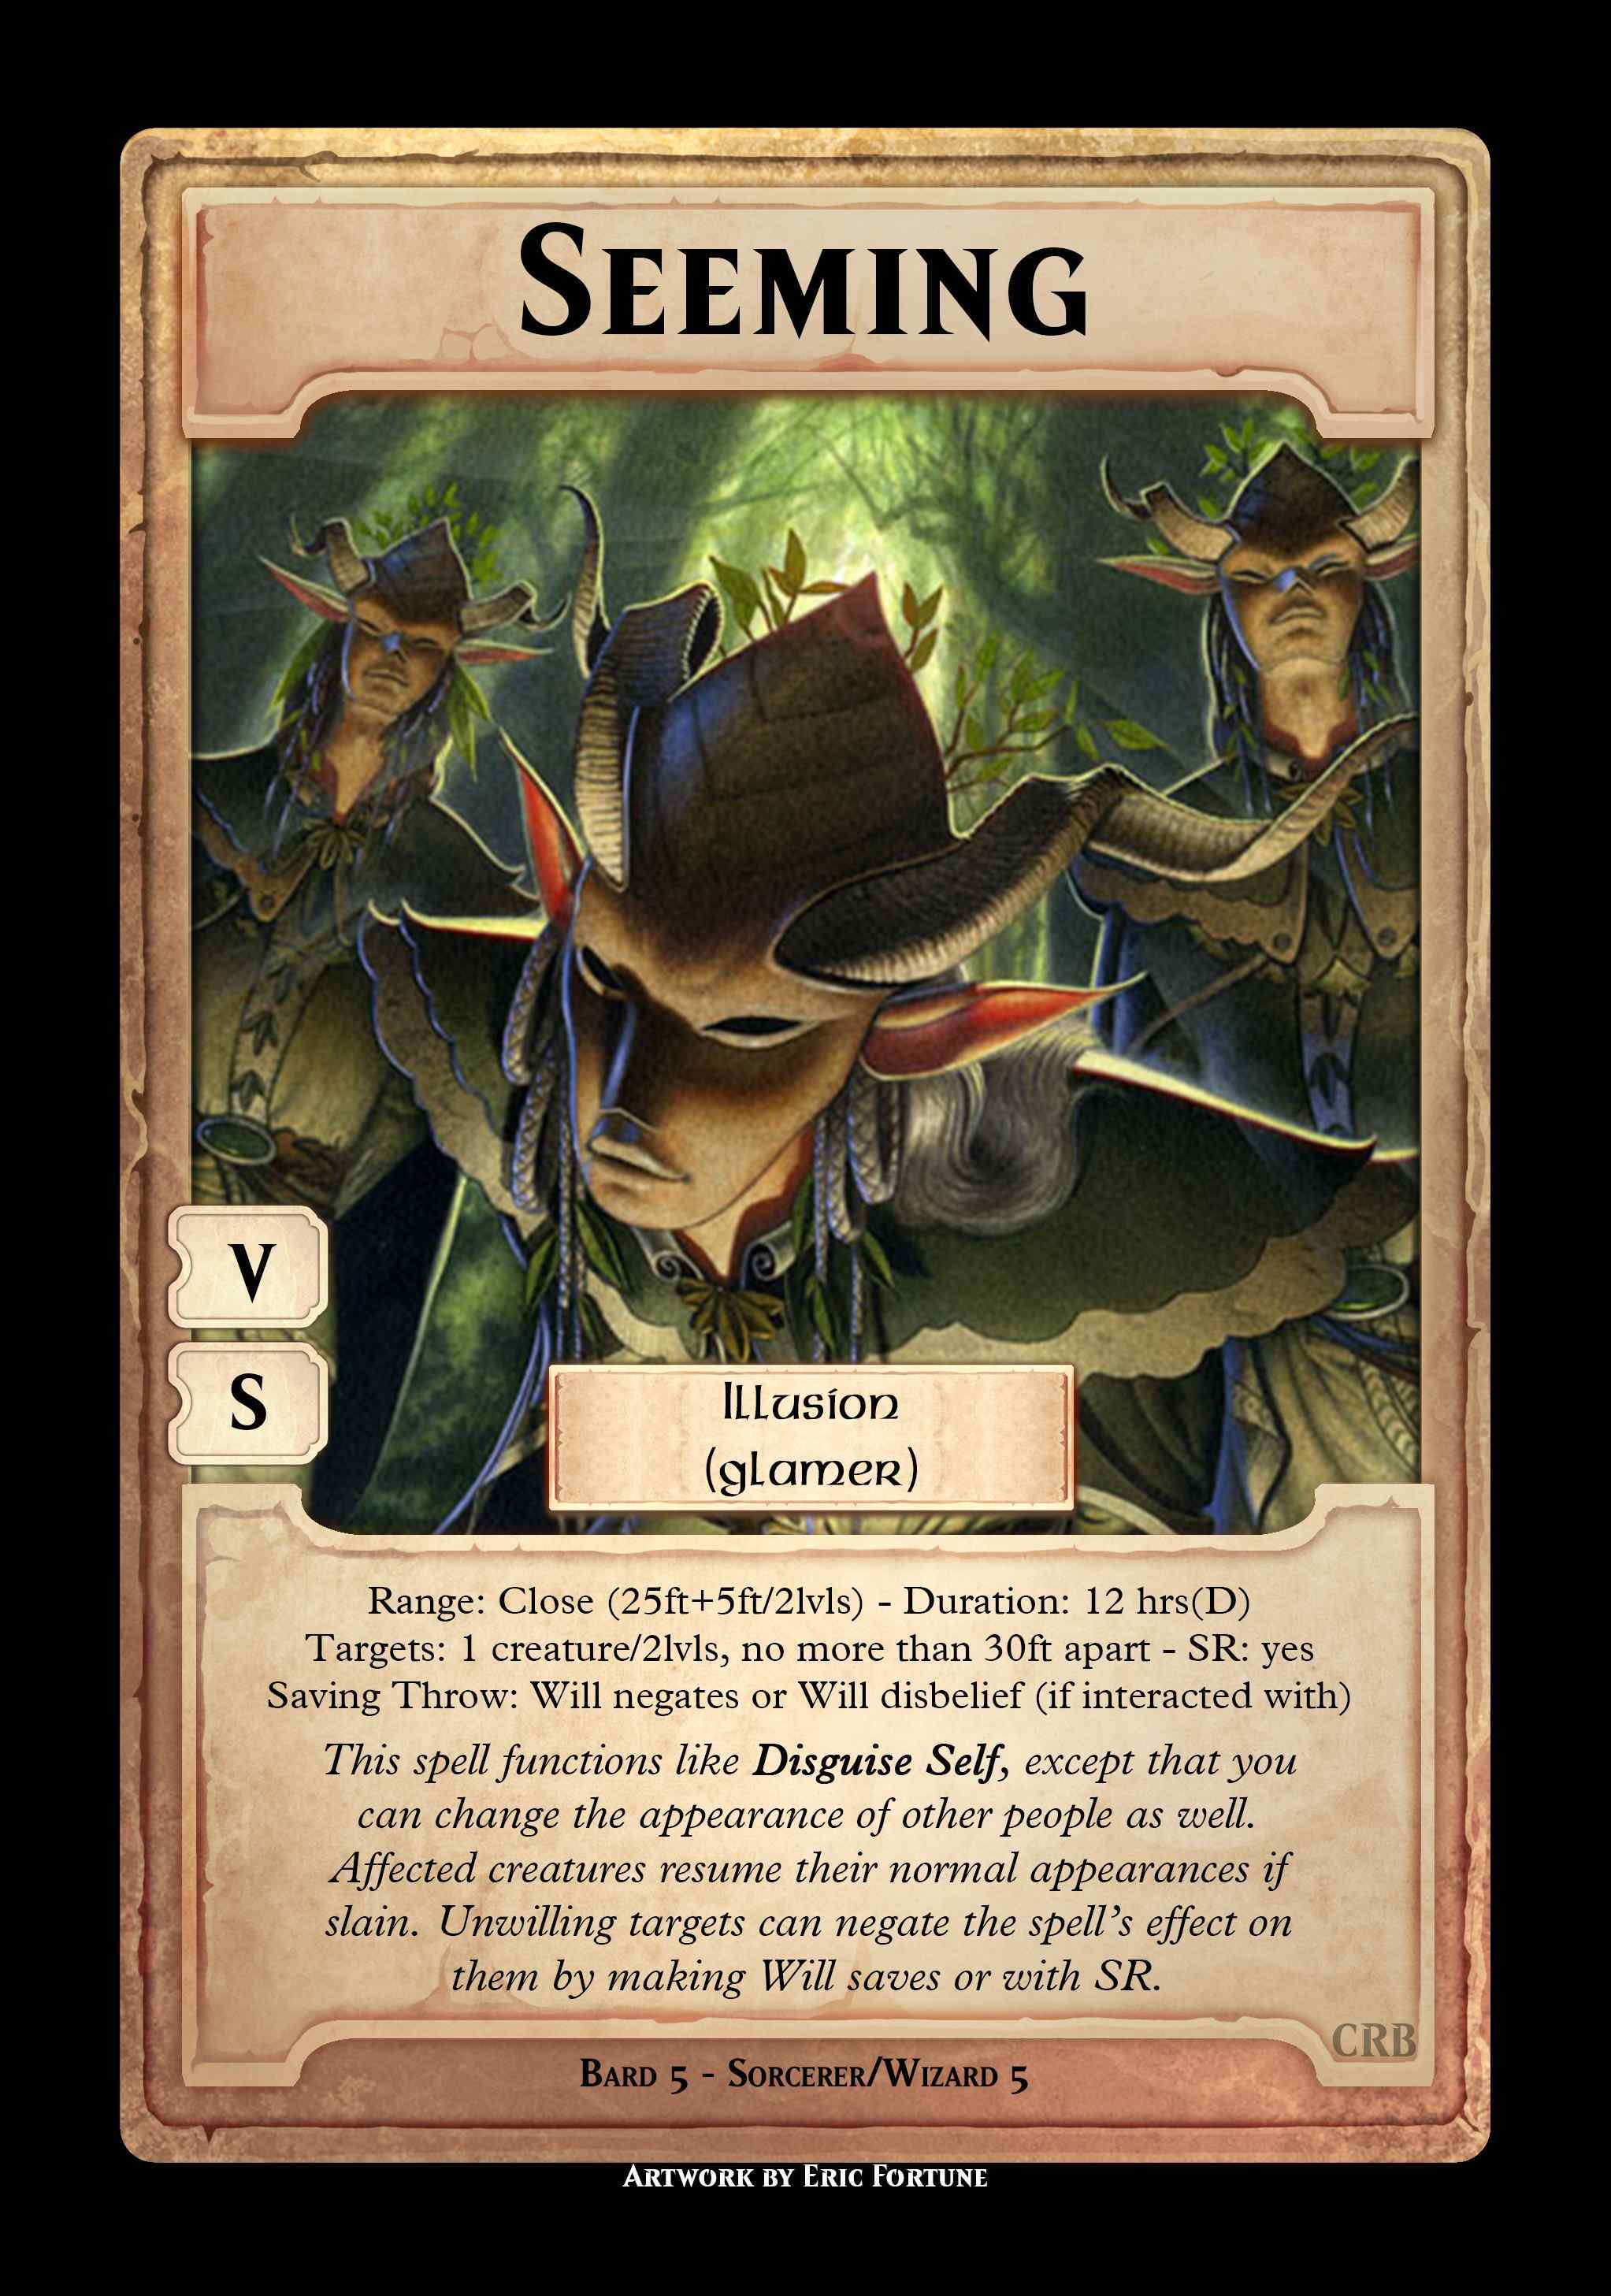 Seeming
V
S
Illusion
(glamer)
Range: Close (25ft+5ft/2lvls) - Duration: 12 hrs(D)
Targets: 1 creature/2lvls, no more than 30ft apart - SR: yes
Saving Throw: Will negates or Will disbelief (if interacted with)
This spell functions like Disguise Self, except that you
can change the appearance of other people as well.
Affected creatures resume their normal appearances if
slain. Unwilling targets can negate the spell's effect on
them by making Will saves or with SR.
CRB
Bard 5 - Sorcerer/Wizard 5
Artwork by Eric Fortune